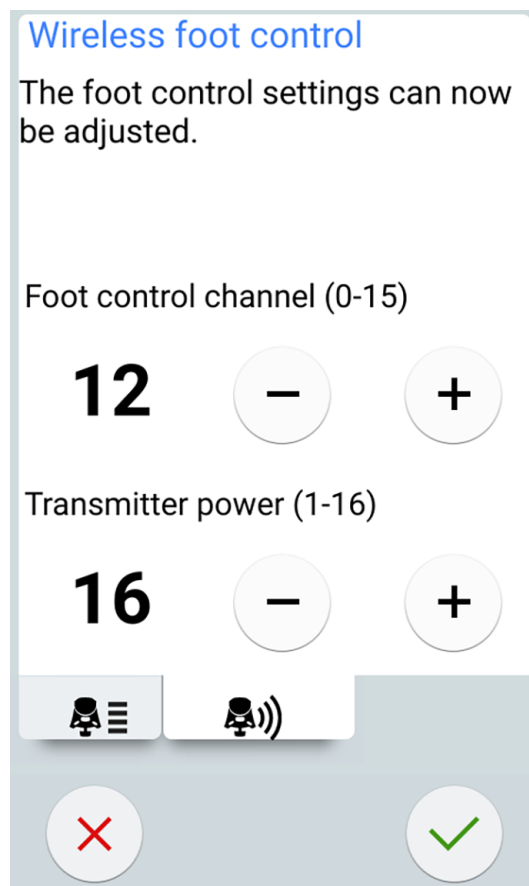 Wireless foot control
The foot control settings can now
be adjusted.
Foot control channel (0-15)
12 − +
Transmitter power (1-16)
16 − +